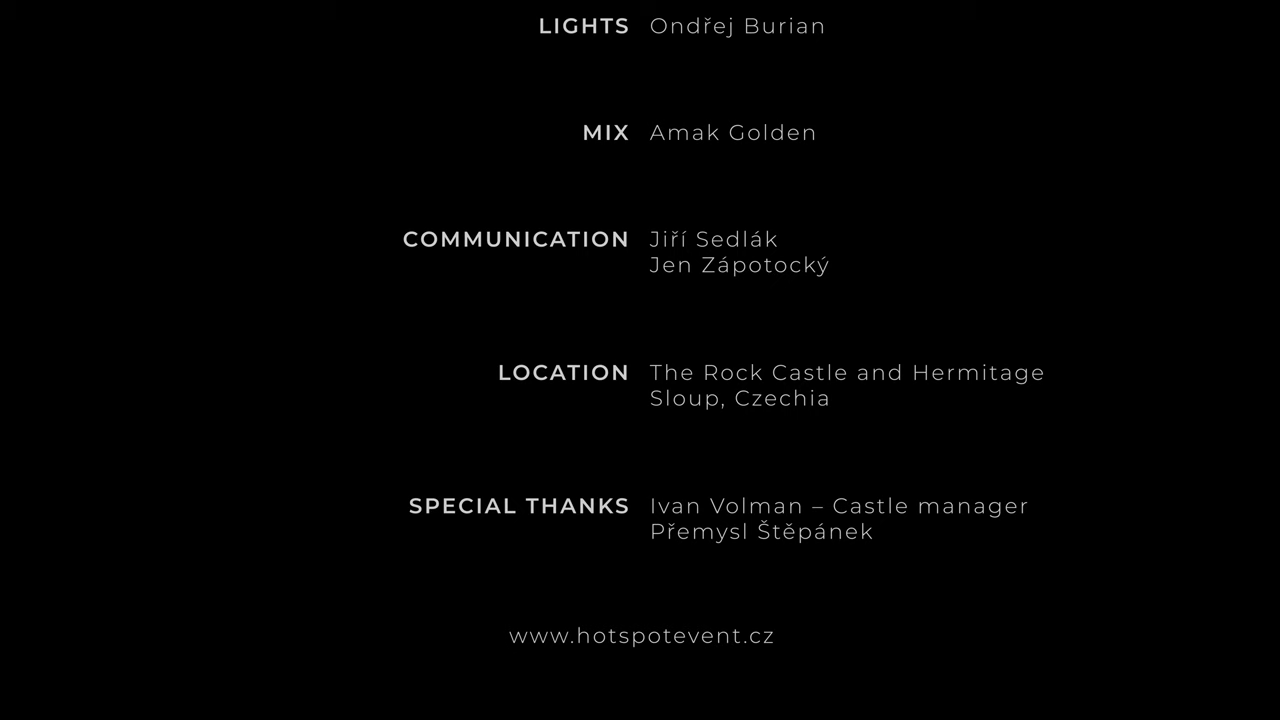 LIGHTS Ondřej Burian
MIX Amak Golden
COMMUNICATION Jiří Sedlák
Jen Zápotocký
LOCATION The Rock Castle and Hermitage
Sloup, Czechia
SPECIAL THANKS Ivan Volman – Castle manager
Přemysl Štěpánek
www.hotspotevent.cz